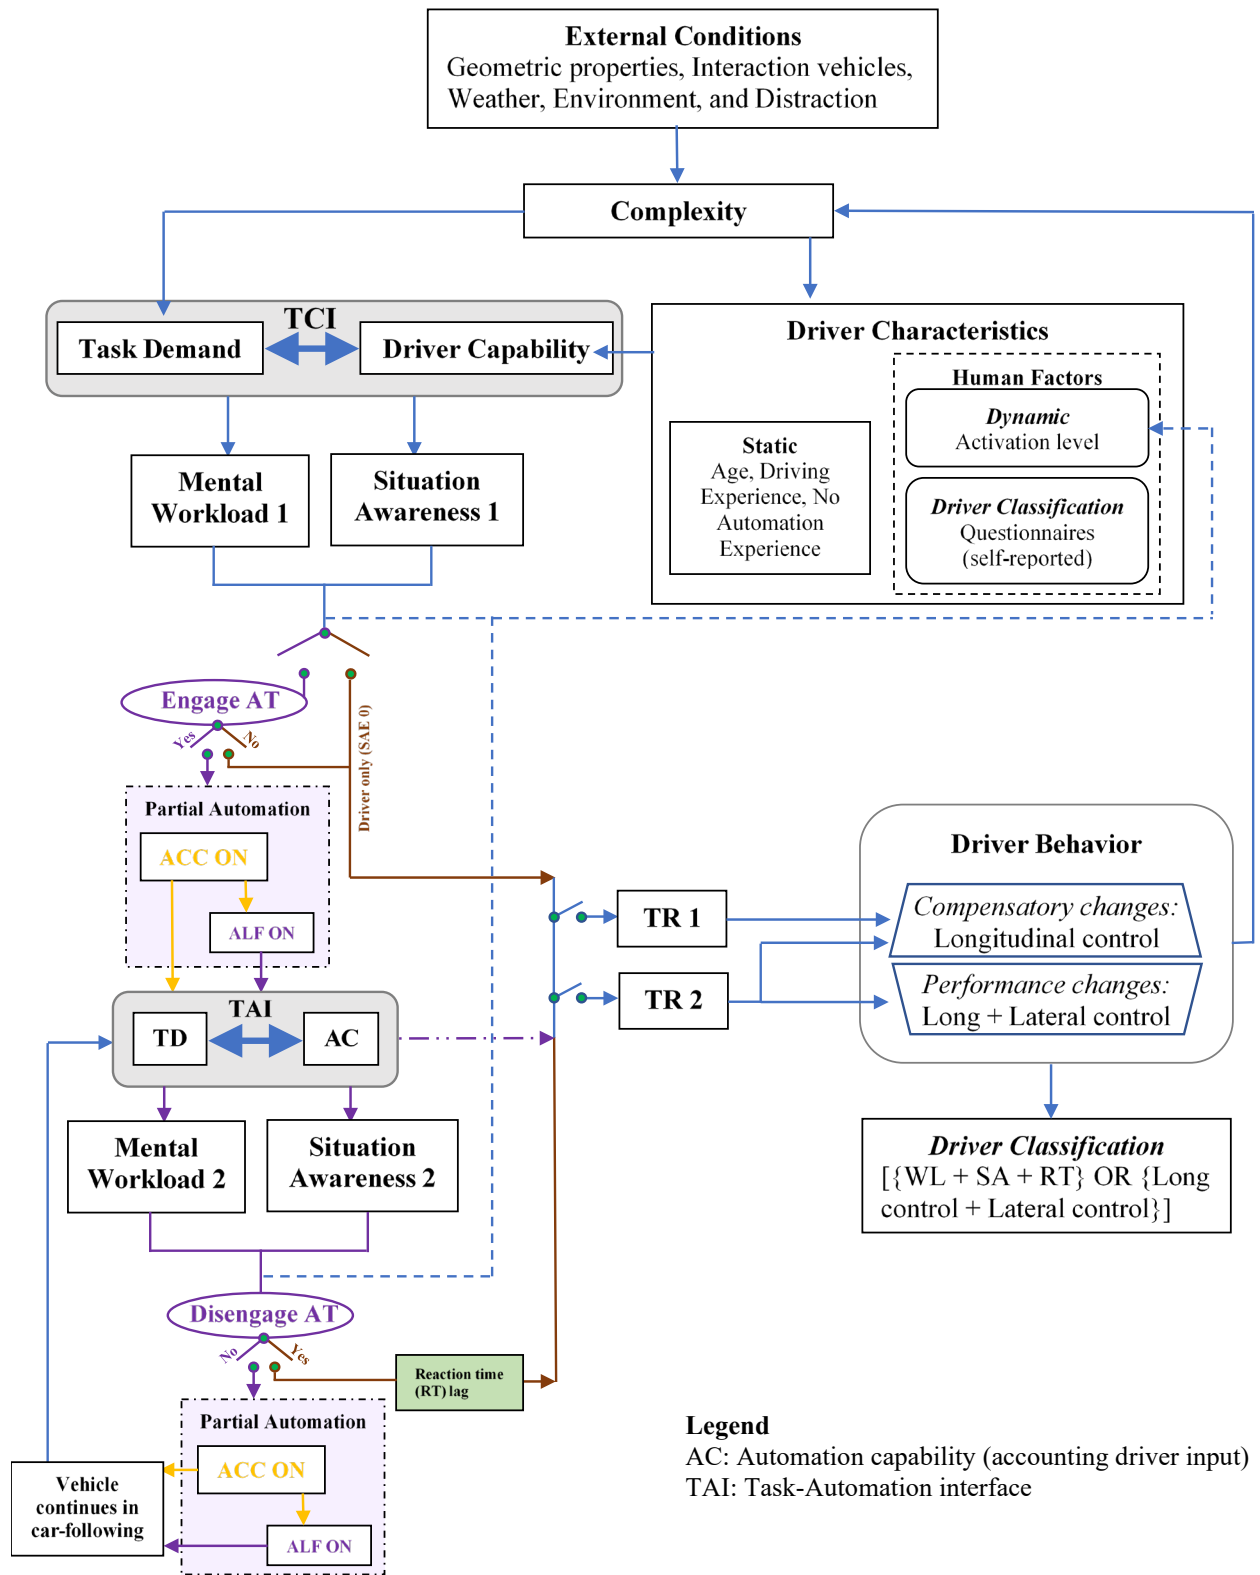 External Conditions
Geometric properties, Interaction vehicles,
Weather, Environment, and Distraction
Complexity
TCI
Task Demand
Driver Capability
Driver Characteristics
Human Factors
Dynamic
Activation level
Static
Age, Driving
Experience, No
Automation
Experience
Driver Classification
Questionnaires
(self-reported)
Mental
Workload 1
Situation
Awareness 1
Engage AT
Yes
No
Driver only (SAE 0)
Partial Automation
ACC ON
ALF ON
TAI
TD
AC
TR 1
TR 2
Driver Behavior
Compensatory changes:
Longitudinal control
Performance changes:
Long + Lateral control
Mental
Workload 2
Situation
Awareness 2
Driver Classification
[{WL + SA + RT} OR {Long
control + Lateral control}]
Disengage AT
No
Yes
Reaction time
(RT) lag
Partial Automation
ACC ON
ALF ON
Vehicle
continues in
car-following
Legend
AC: Automation capability (accounting driver input)
TAI: Task-Automation interface